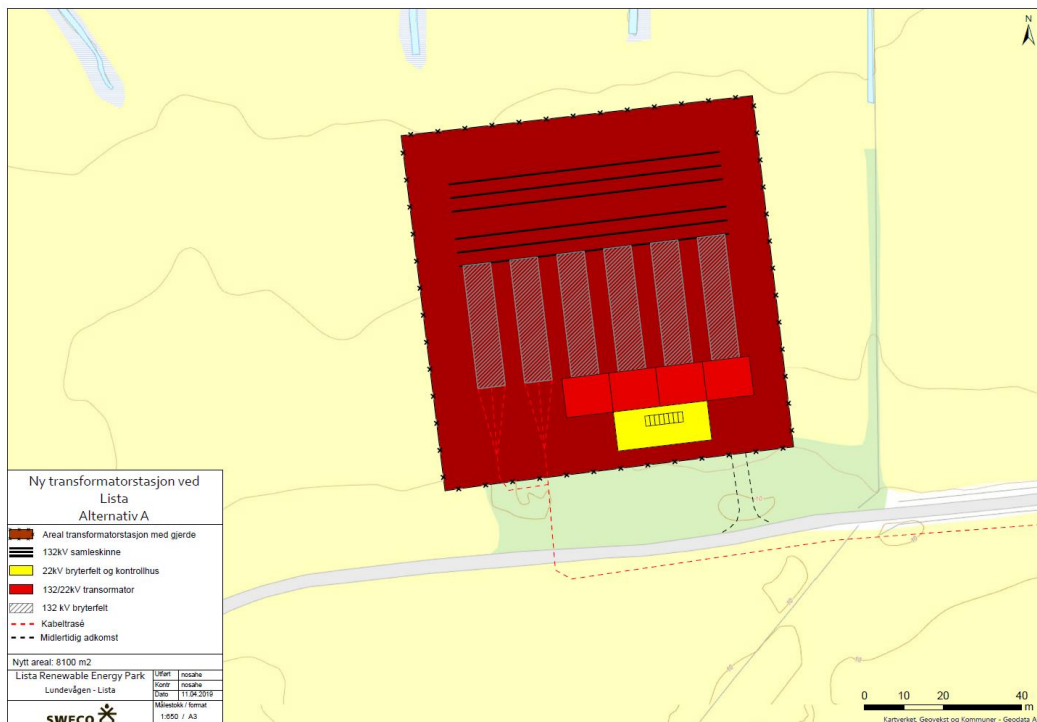 N
Ny transformatorstasjon ved
Lista
Alternativ A
Areal transformatorstasjon med gjerde
132kV samleskinne
22kV bryterfelt og kontrollhus
132/22kV transormator
132 kV bryterfelt
Kabeltrasé
Midlertidig adkomst
Nytt areal: 8100 m2
Lista Renewable Energy Park
Lundevågen - Lista
Utført nosahe
Kontr nosahe
Dato 11.04.2019
Målestokk / format
1:650 / A3
SWECO
0 10 20 40
m
Kartverket, Geovekst og Kommuner - Geodata A